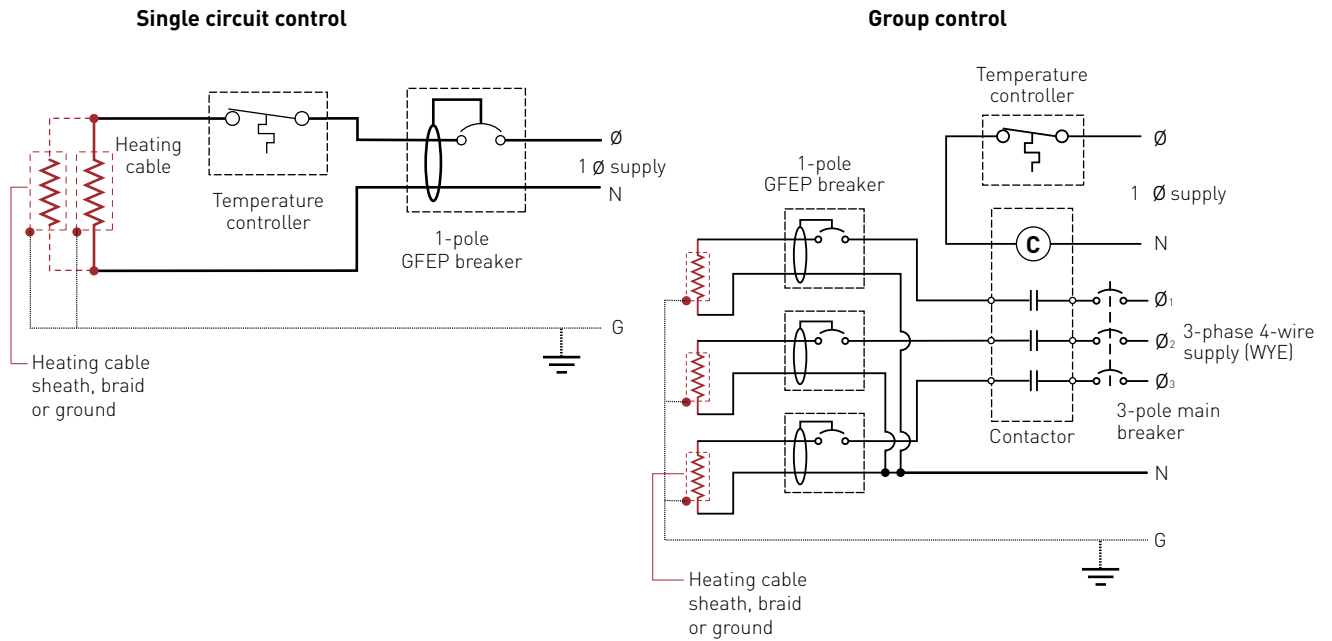 Single circuit control
Heating
cable
Temperature
controller
1-pole
GFEP breaker
Ø
1 Ø supply
N
G
Heating cable
sheath, braid
or ground
Group control
Temperature
controller
Ø
1 Ø supply
N
1-pole
GFEP breaker
C
Ø1
Ø2
Ø3
3-phase 4-wire
supply (WYE)
3-pole main
breaker
Contactor
N
G
Heating cable
sheath, braid
or ground